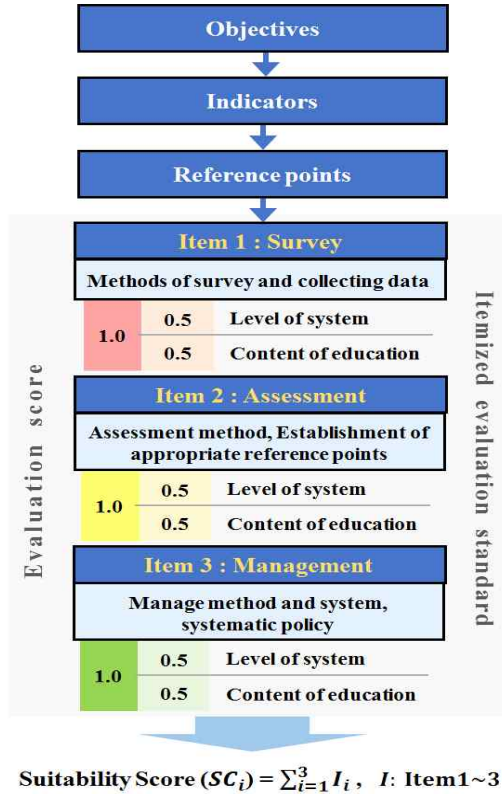 Objectives
Indicators
Reference points
Item 1 : Survey
Methods of survey and collecting data
1.0
0.5 Level of system
0.5 Content of education
Item 2 : Assessment
Assessment method, Establishment of
appropriate reference points
1.0
0.5 Level of system
0.5 Content of education
Item 3 : Management
Manage method and system,
systematic policy
1.0
0.5 Level of system
0.5 Content of education
Evaluation score
Itemized evaluation standard
Suitability Score (SC_i) = ∑_{i=1}^{3} I_i , I: Item1~3